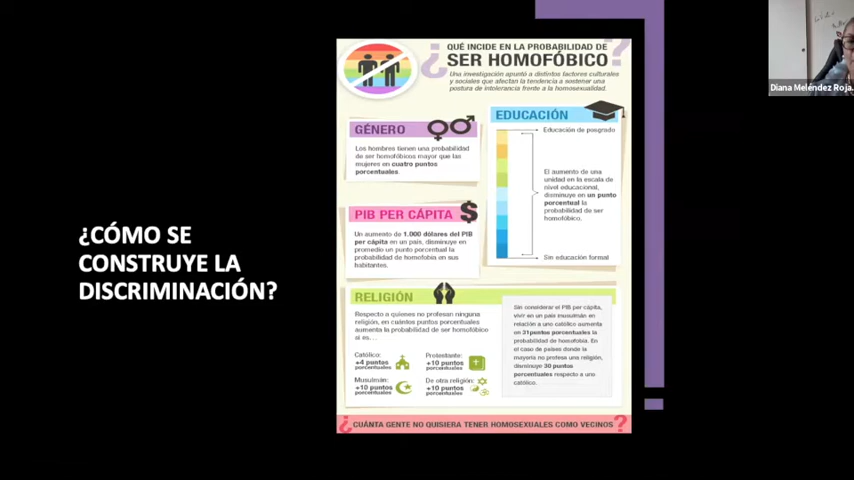 ¿CÓMO SE
CONSTRUYE LA
DISCRIMINACIÓN?
¿QUÉ INCIDE EN LA PROBABILIDAD DE
SER HOMOFÓBICO?
Una investigación apuntó a distintos factores culturales
y sociales que afectan la tendencia a sostener una
postura de intolerancia frente a la homosexualidad.
GÉNERO
Los hombres tienen una probabilidad
de ser homofóbicos mayor que las
mujeres en cuatro puntos
porcentuales.
EDUCACIÓN
Educación de posgrado
El aumento de una
unidad en la escala de
nivel educacional,
disminuye en un punto
porcentual la
probabilidad de ser
homofóbico.
Sin educación formal
PIB PER CÁPITA $
Un aumento de 1.000 dólares del PIB
per cápita en un país, disminuye en
promedio un punto porcentual la
probabilidad de homofobia en sus
habitantes.
RELIGIÓN
Respecto a quienes no profesan ninguna
religión, en cuántos puntos porcentuales
aumenta la probabilidad de ser homofóbico
si es...
Católico:
+4 puntos
porcentuales
Protestante:
+10 puntos
porcentuales
Musulmán:
+10 puntos
porcentuales
De otra religión:
+10 puntos
porcentuales
Sin considerar el PIB per cápita,
vivir en un país musulmán en
relación a uno católico aumenta
en 31puntos porcentuales la
probabilidad de homofobia. En
el caso de países donde la
mayoría no profesa una religión,
disminuye 30 puntos
porcentuales respecto a uno
católico.
¿CUÁNTA GENTE NO QUISIERA TENER HOMOSEXUALES COMO VECINOS?
Diana Meléndez Roja..